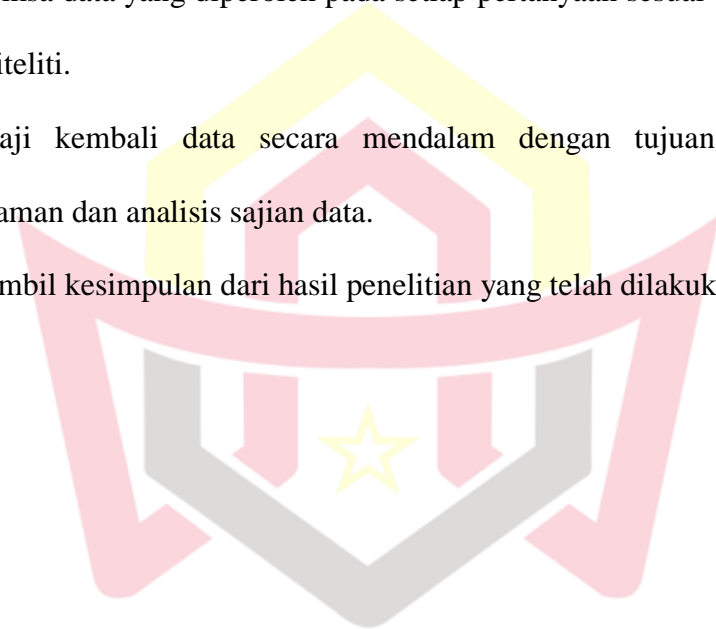 data yang diperoleh pada setiap pertanyaan sesuai
iteliti.
aji kembali data secara mendalam dengan tujuan
aman dan analisis sajian data.
mbil kesimpulan dari hasil penelitian yang telah dilakuk